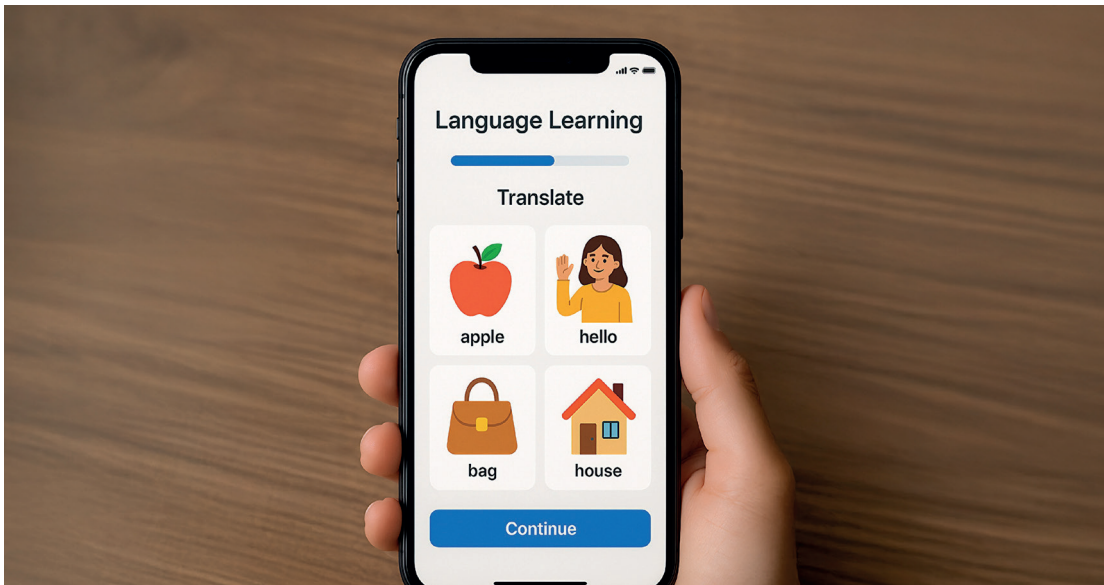 Language Learning
Translate
apple
hello
bag
house
Continue